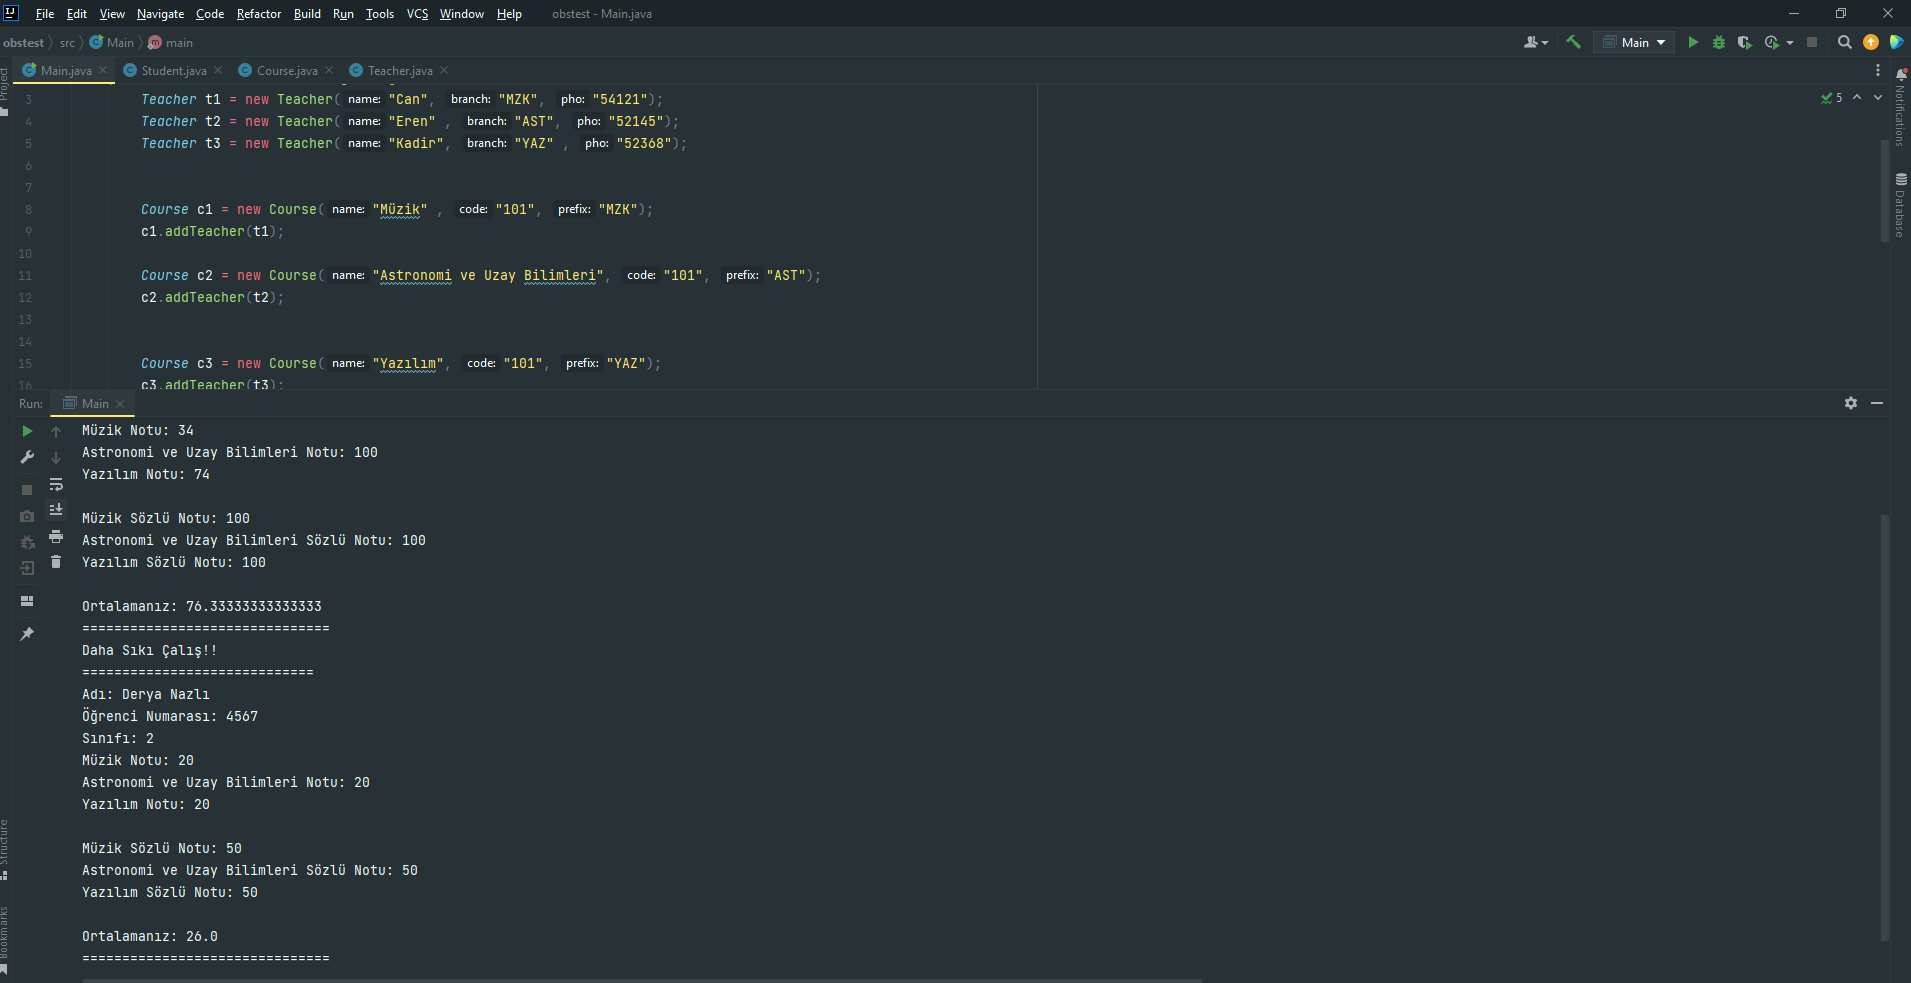 File Edit View Navigate Code Refactor Build Run Tools VCS Window Help obstest - Main.java
obstest src Main main Main
Main.java Student.java Course.java Teacher.java
Project
3 Teacher t1 = new Teacher( name: "Can", branch: "MZK", pho: "54121");
4 Teacher t2 = new Teacher( name: "Eren" , branch: "AST", pho: "52145");
5 Teacher t3 = new Teacher( name: "Kadir", branch: "YAZ" , pho: "52368");
6
7
8 Course c1 = new Course( name: "Müzik" , code: "101", prefix: "MZK");
9 c1.addTeacher(t1);
10
11 Course c2 = new Course( name: "Astronomi ve Uzay Bilimleri", code: "101", prefix: "AST");
12 c2.addTeacher(t2);
13
14
15 Course c3 = new Course( name: "Yazılım", code: "101", prefix: "YAZ");
16 c3.addTeacher(t3);
5
Notifications
Database
Run: Main
Müzik Notu: 34
Astronomi ve Uzay Bilimleri Notu: 100
Yazılım Notu: 74
Müzik Sözlü Notu: 100
Astronomi ve Uzay Bilimleri Sözlü Notu: 100
Yazılım Sözlü Notu: 100
Ortalamanız: 76.33333333333333
===============================
Daha Sıkı Çalış!!
=============================
Adı: Derya Nazlı
Öğrenci Numarası: 4567
Sınıfı: 2
Müzik Notu: 20
Astronomi ve Uzay Bilimleri Notu: 20
Yazılım Notu: 20
Müzik Sözlü Notu: 50
Astronomi ve Uzay Bilimleri Sözlü Notu: 50
Yazılım Sözlü Notu: 50
Ortalamanız: 26.0
===============================
Structure
Bookmarks